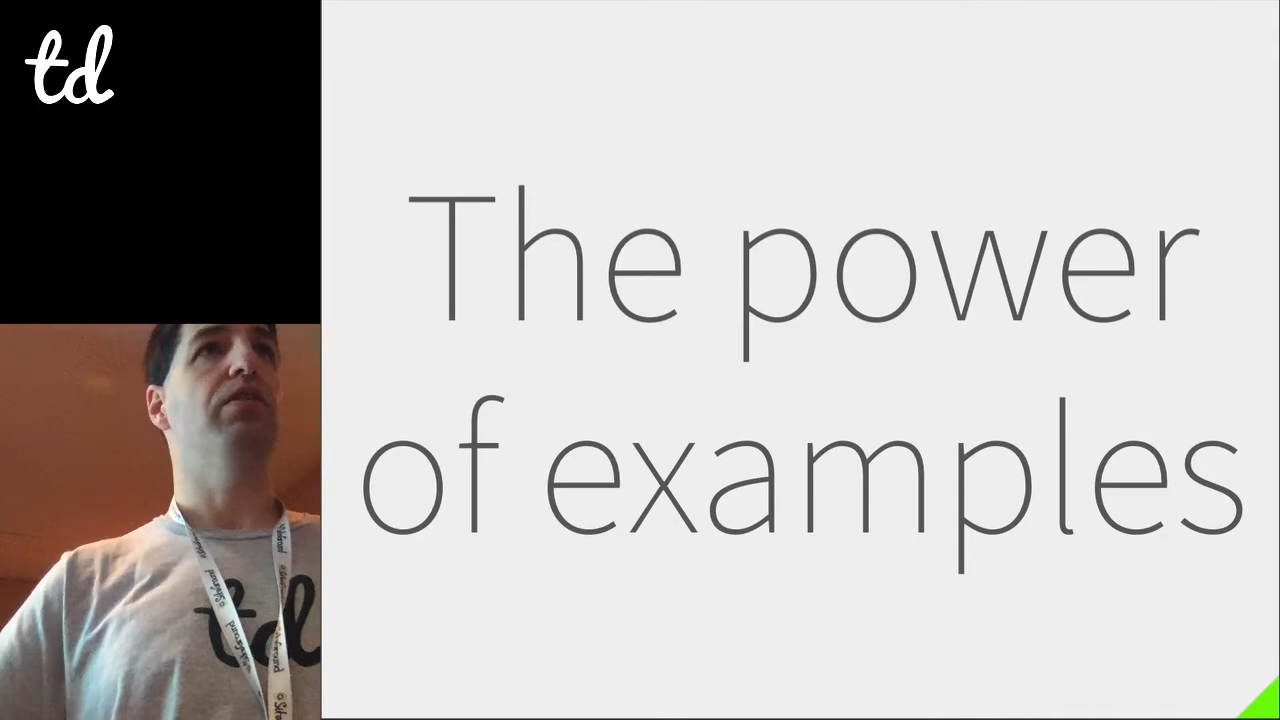 td
The power
of examples
td